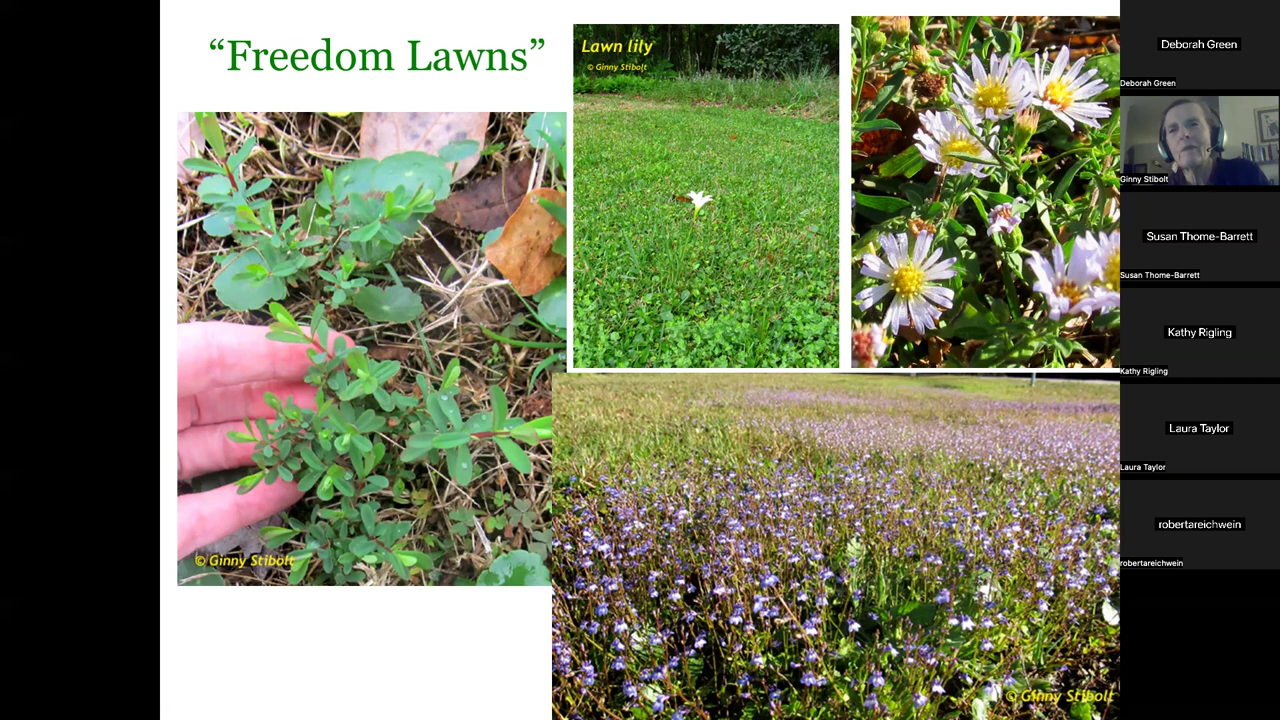 “Freedom Lawns”
Lawn lily
© Ginny Stibolt
© Ginny Stibolt
© Ginny Stibolt
Deborah Green
Deborah Green
Ginny Stibolt
Susan Thome-Barrett
Susan Thome-Barrett
Kathy Rigling
Kathy Rigling
Laura Taylor
Laura Taylor
robertareichwein
robertareichwein